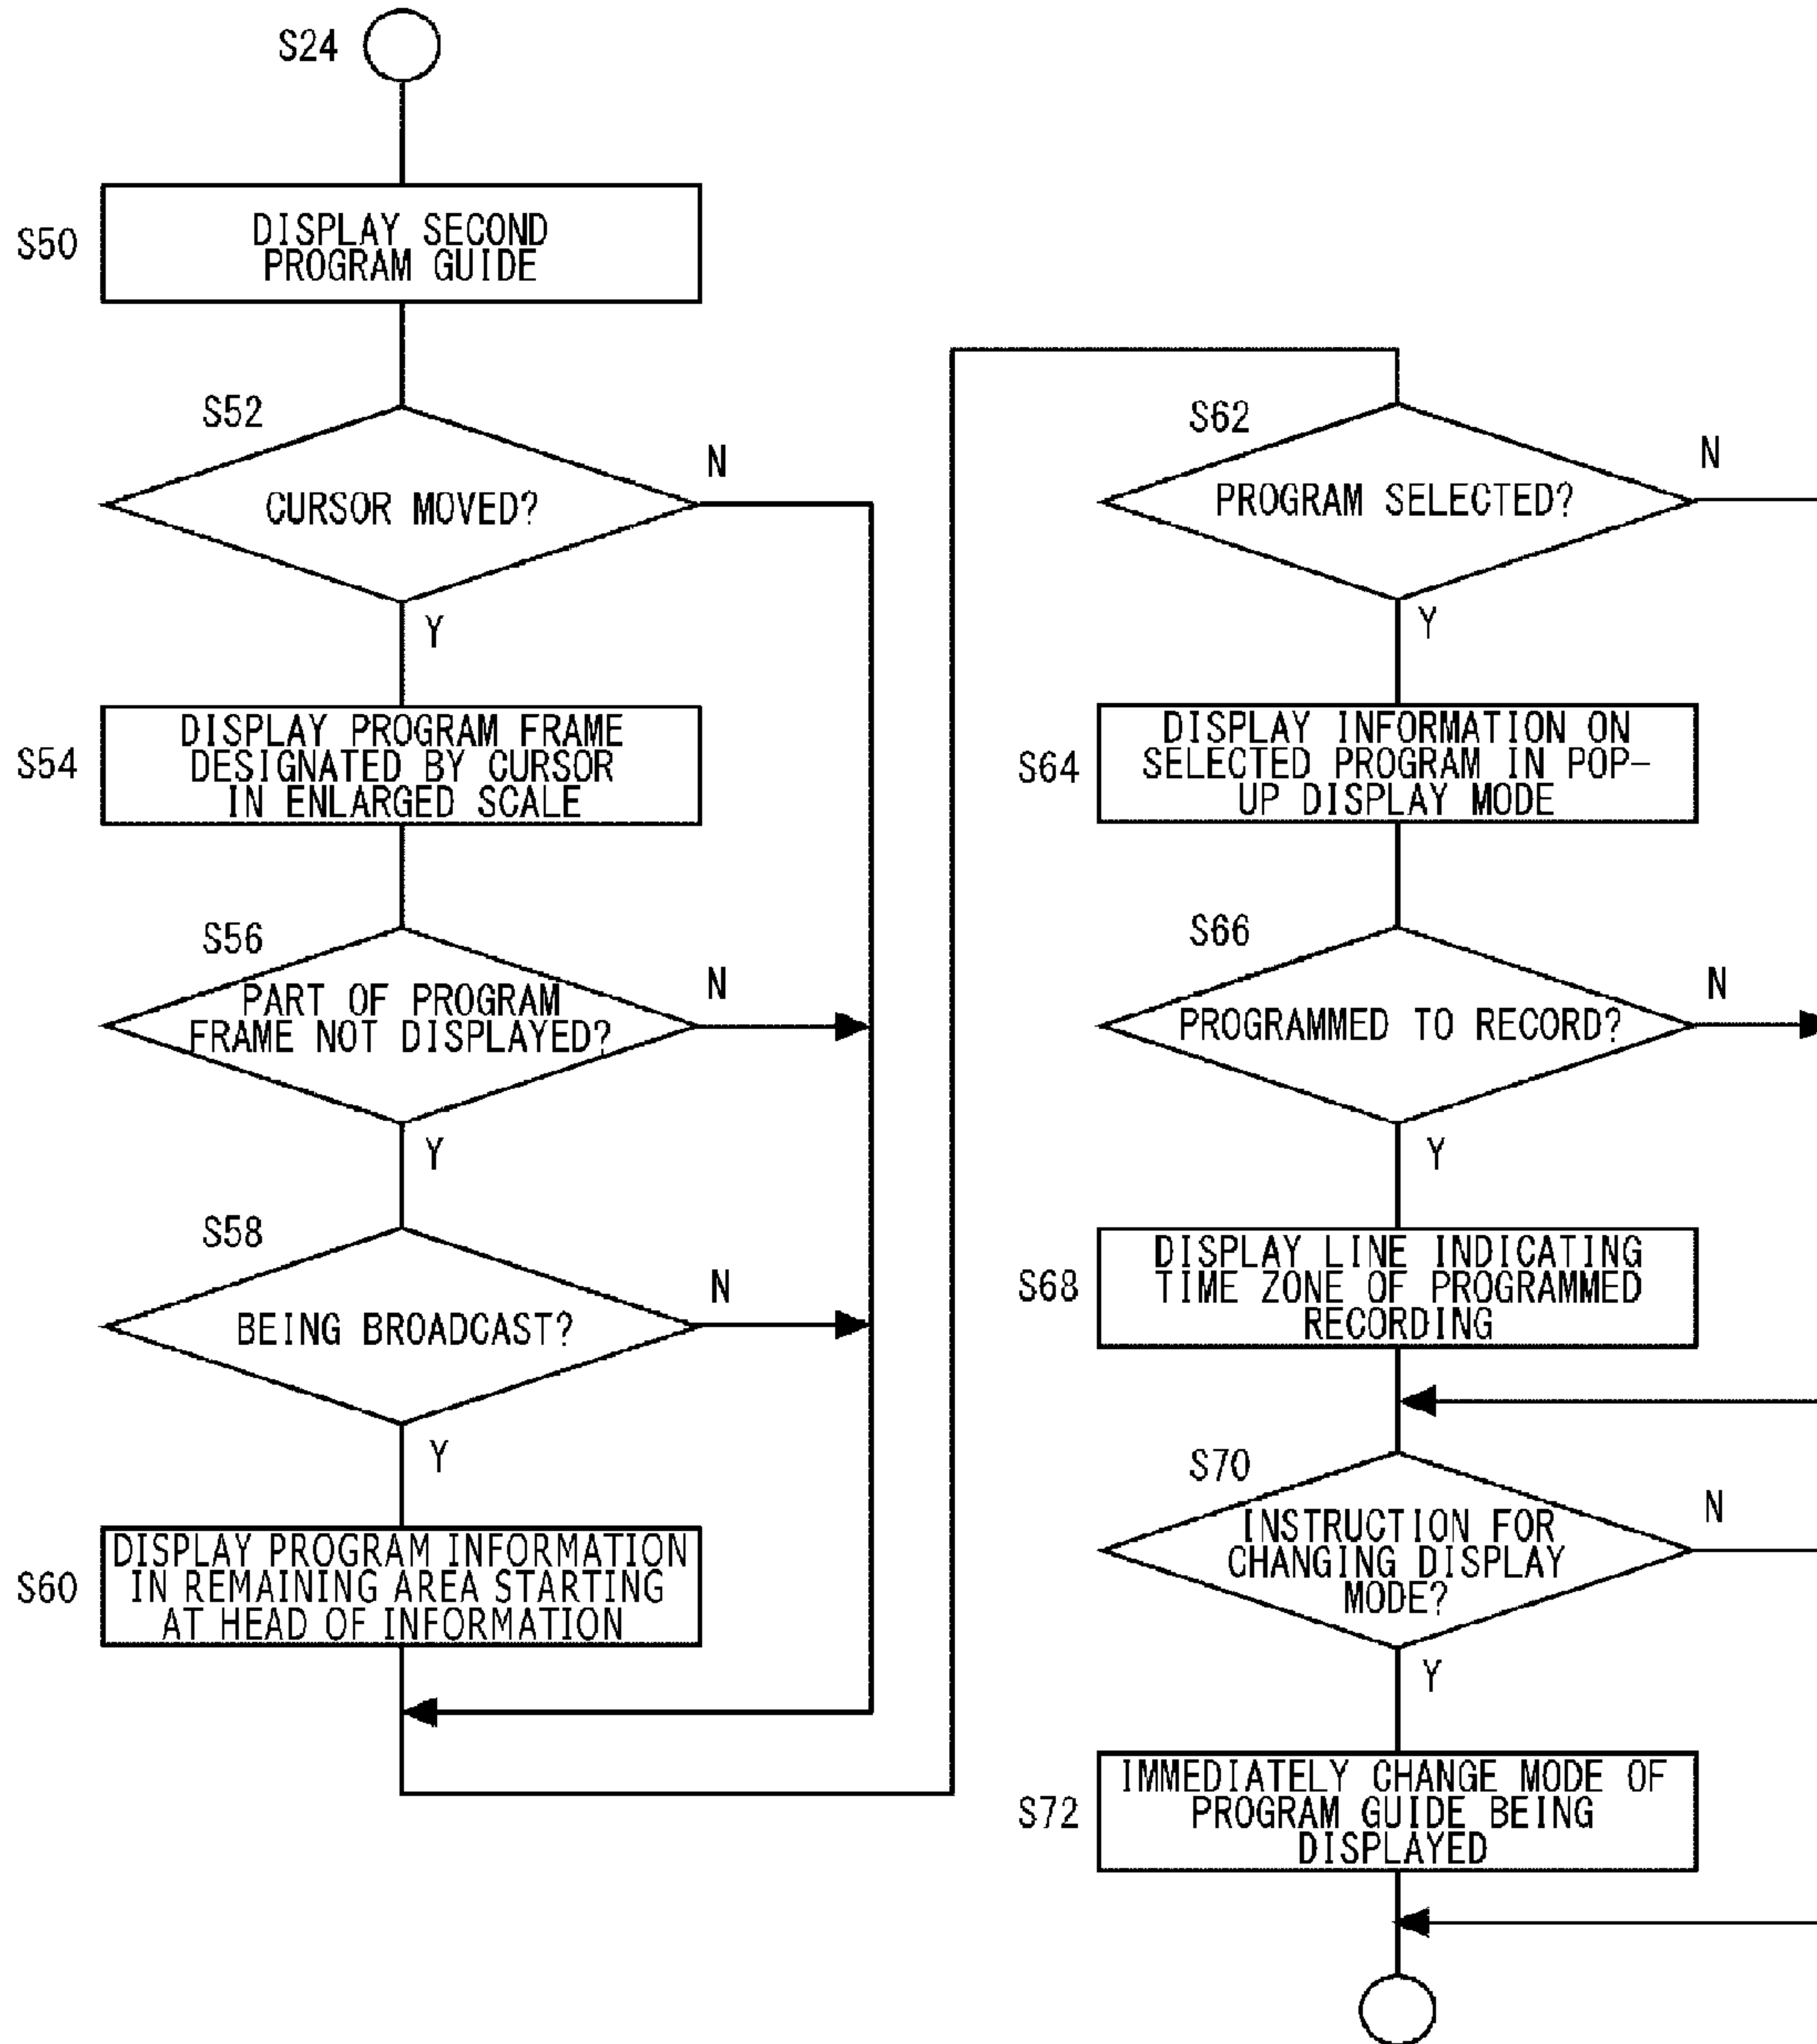 S24
S50
DISPLAY SECOND
PROGRAM GUIDE
S52
N
CURSOR MOVED?
Y
S54
DISPLAY PROGRAM FRAME
DESIGNATED BY CURSOR
IN ENLARGED SCALE
S56
N
PART OF PROGRAM
FRAME NOT DISPLAYED?
Y
S58
N
BEING BROADCAST?
Y
S60
DISPLAY PROGRAM INFORMATION
IN REMAINING AREA STARTING
AT HEAD OF INFORMATION
S62
N
PROGRAM SELECTED?
Y
S64
DISPLAY INFORMATION ON
SELECTED PROGRAM IN POP-
UP DISPLAY MODE
S66
N
PROGRAMMED TO RECORD?
Y
S68
DISPLAY LINE INDICATING
TIME ZONE OF PROGRAMMED
RECORDING
S70
N
INSTRUCTION FOR
CHANGING DISPLAY
MODE?
Y
S72
IMMEDIATELY CHANGE MODE OF
PROGRAM GUIDE BEING
DISPLAYED